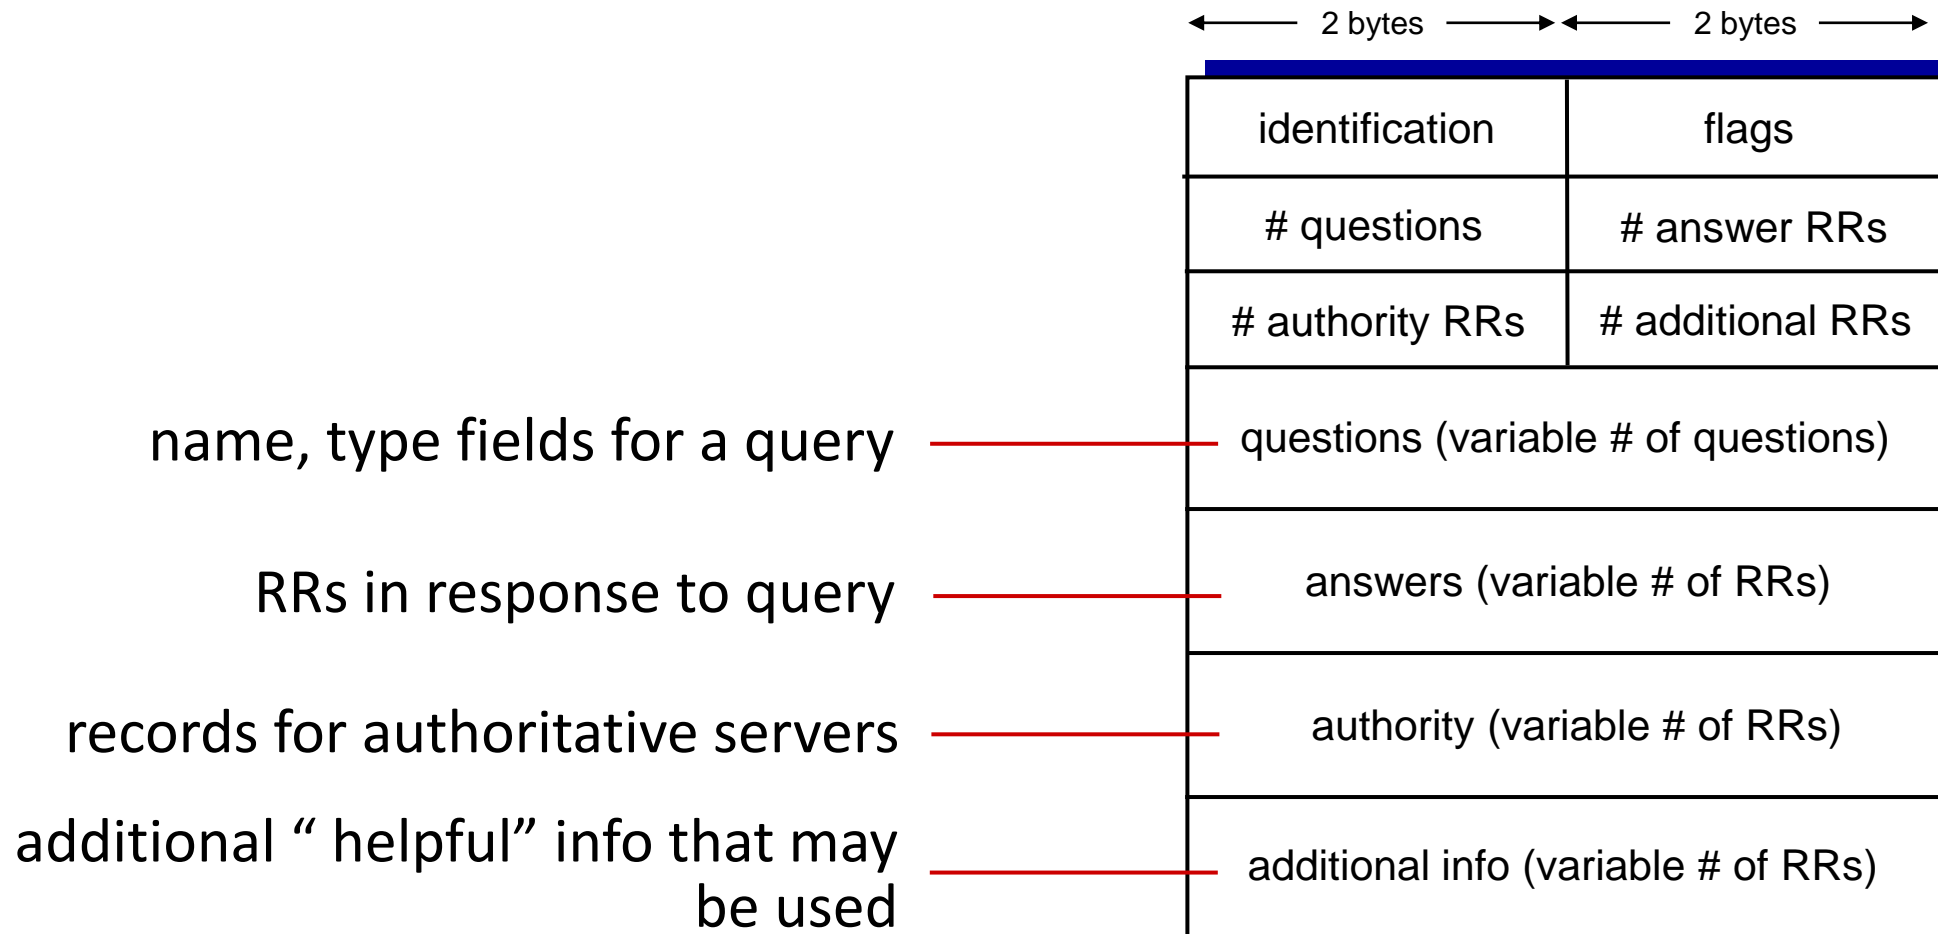 2 bytes 2 bytes
identification flags
# questions # answer RRs
# authority RRs # additional RRs
name, type fields for a query questions (variable # of questions)
RRs in response to query answers (variable # of RRs)
records for authoritative servers authority (variable # of RRs)
additional “ helpful” info that may
be used
additional info (variable # of RRs)